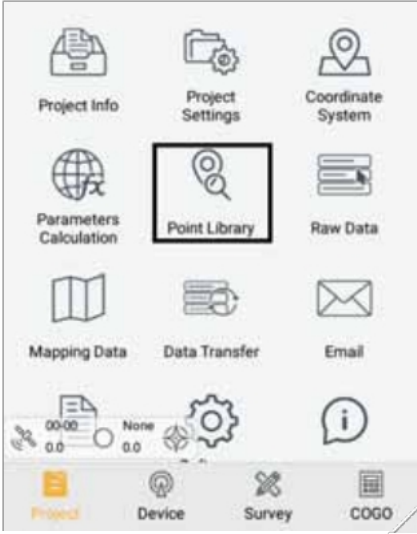 Project Info
Project
Settings
Coordinate
System
fx
Parameters
Calculation
Point Library
Raw Data
Mapping Data
Data Transfer
Email
00-00
None
0.0
0.0
Project
Device
Survey
COGO